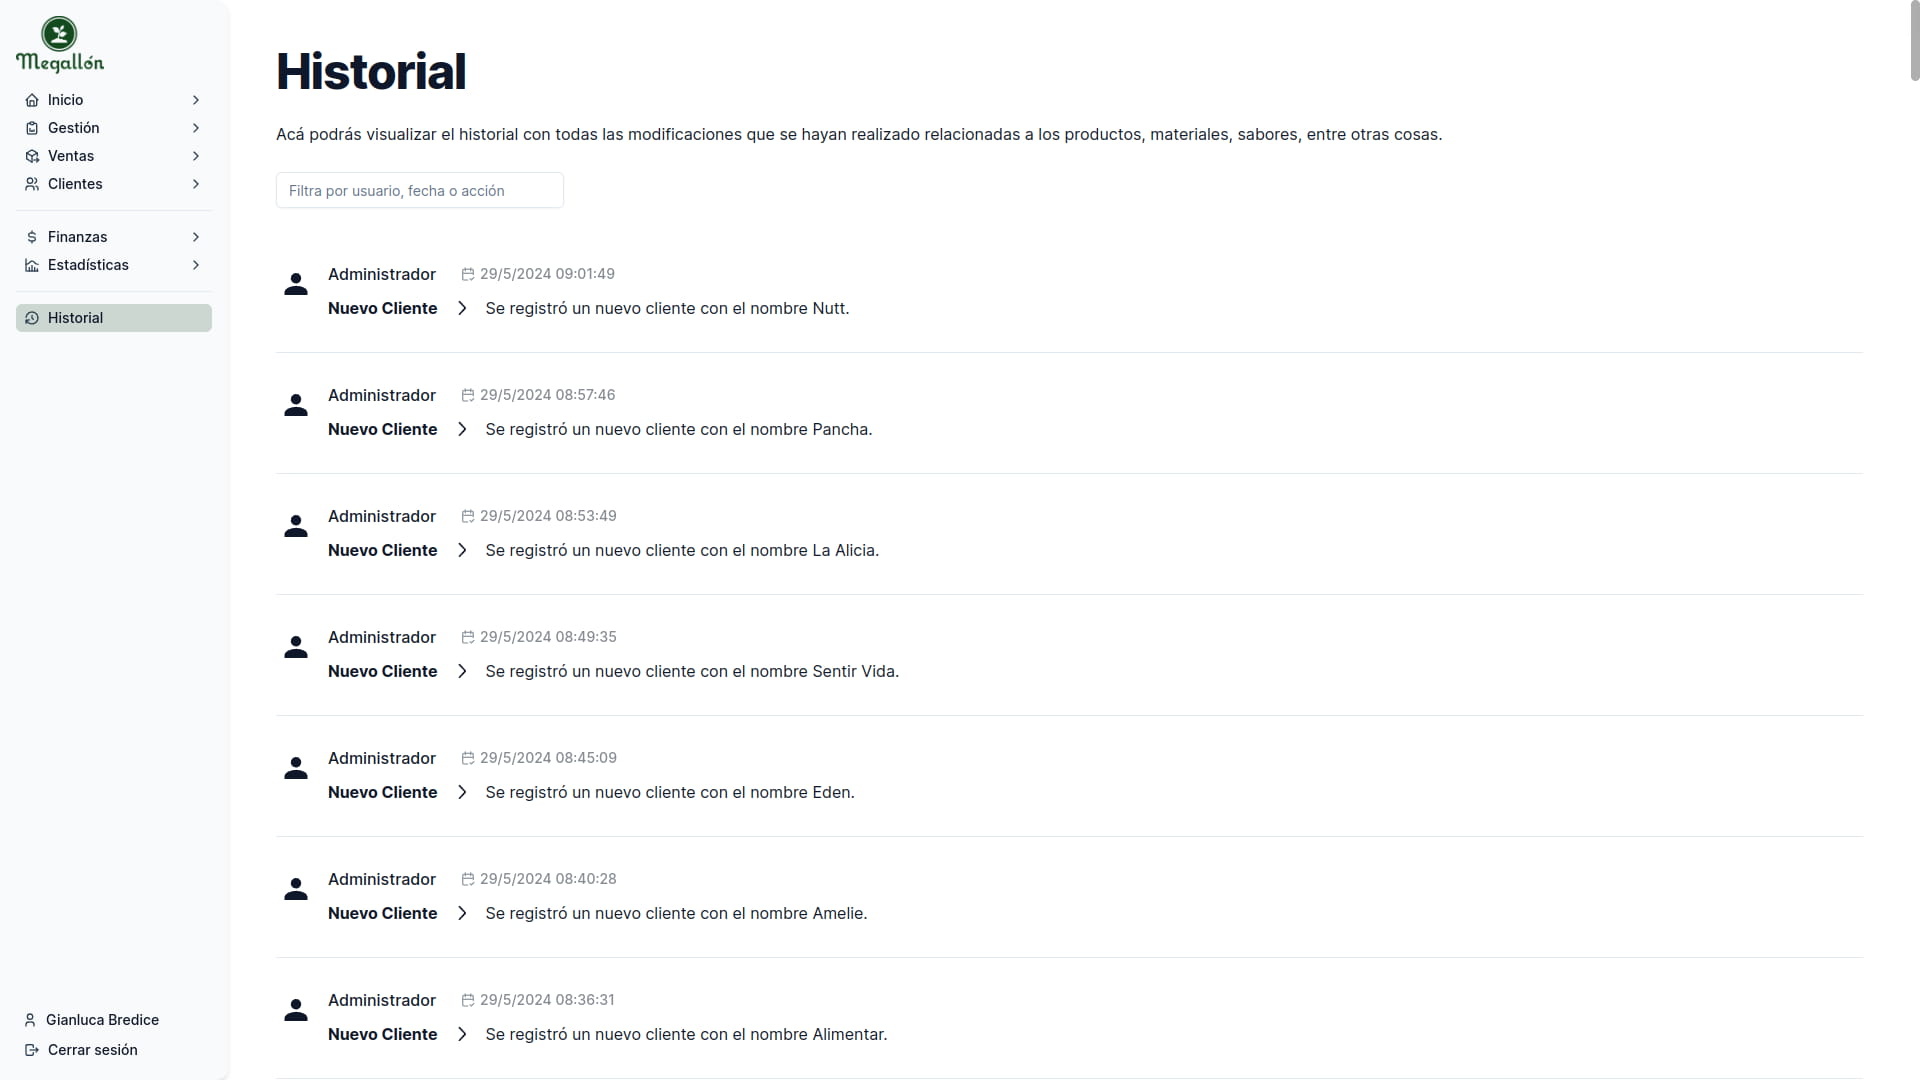 Megallón
Inicio
Gestión
Ventas
Clientes
Finanzas
Estadísticas
Historial
Gianluca Bredice
Cerrar sesión
Historial
Acá podrás visualizar el historial con todas las modificaciones que se hayan realizado relacionadas a los productos, materiales, sabores, entre otras cosas.
Filtra por usuario, fecha o acción
Administrador 29/5/2024 09:01:49
Nuevo Cliente Se registró un nuevo cliente con el nombre Nutt.
Administrador 29/5/2024 08:57:46
Nuevo Cliente Se registró un nuevo cliente con el nombre Pancha.
Administrador 29/5/2024 08:53:49
Nuevo Cliente Se registró un nuevo cliente con el nombre La Alicia.
Administrador 29/5/2024 08:49:35
Nuevo Cliente Se registró un nuevo cliente con el nombre Sentir Vida.
Administrador 29/5/2024 08:45:09
Nuevo Cliente Se registró un nuevo cliente con el nombre Eden.
Administrador 29/5/2024 08:40:28
Nuevo Cliente Se registró un nuevo cliente con el nombre Amelie.
Administrador 29/5/2024 08:36:31
Nuevo Cliente Se registró un nuevo cliente con el nombre Alimentar.